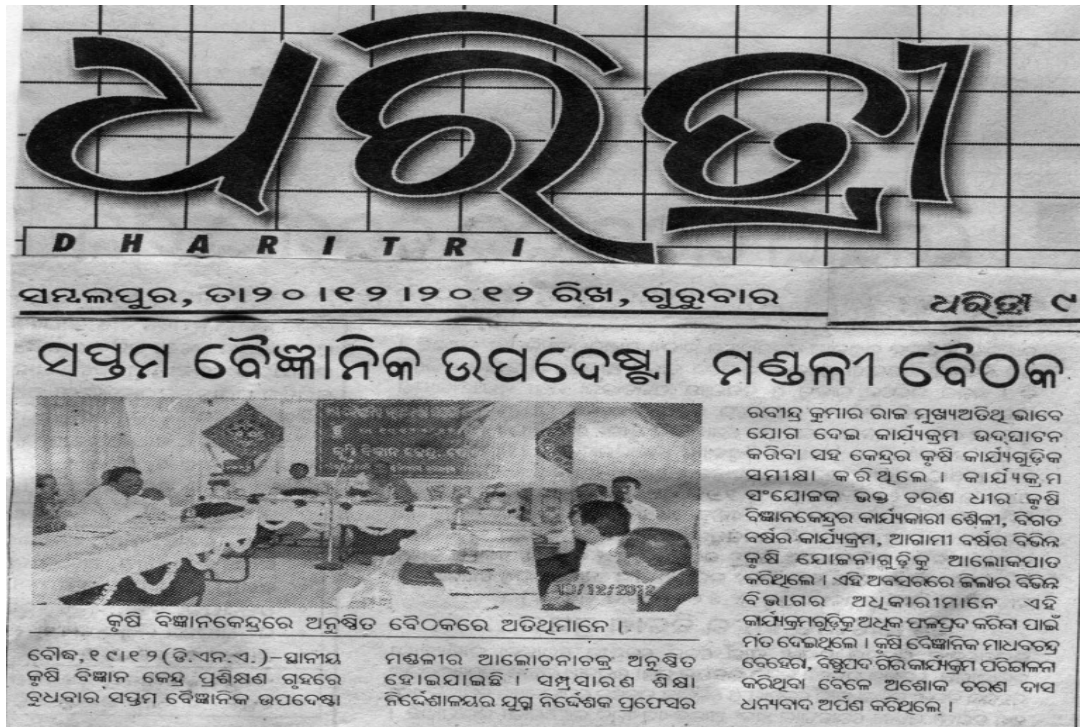 ଧରିତ୍ରୀ
DHARITRI
ସମ୍ବଲପୁର, ତା୨୦।୧୨।୨୦୧୨ ରିଖ, ଗୁରୁବାର
ଧରିତ୍ରୀ ୯
ସପ୍ତମ ବୈଜ୍ଞାନିକ ଉପଦେଷ୍ଟା ମଣ୍ଡଳୀ ବୈଠକ
କୃଷି ବିଜ୍ଞାନକେନ୍ଦ୍ରରେ ଅନୁଷ୍ଠିତ ବୈଠକରେ ଅତିଥିମାନେ।
ବୌଦ୍ଧ,୧୯।୧୨(ଡି.ଏନ.ଏ.)–ସ୍ଥାନୀୟ
କୃଷି ବିଜ୍ଞାନ କେନ୍ଦ୍ର ପ୍ରଶିକ୍ଷଣ ଗୃହରେ
ବୁଧବାର ସପ୍ତମ ବୈଜ୍ଞାନିକ ଉପଦେଷ୍ଟା
ମଣ୍ଡଳୀର ଆଲୋଚନାଚକ୍ର ଅନୁଷ୍ଠିତ
ହୋଇଯାଇଛି। ସମ୍ପ୍ରସାରଣ ଶିକ୍ଷା
ନିର୍ଦ୍ଦେଶାଳୟର ଯୁଗ୍ମ ନିର୍ଦ୍ଦେଶକ ପ୍ରଫେସର
ରବୀନ୍ଦ୍ର କୁମାର ରାଜ ମୁଖ୍ୟଅତିଥି ଭାବେ
ଯୋଗ ଦେଇ କାର୍ଯ୍ୟକ୍ରମ ଉଦ୍‌ଘାଟନ
କରିବା ସହ କେନ୍ଦ୍ରର କୃଷି କାର୍ଯ୍ୟଗୁଡ଼ିକ
ସମୀକ୍ଷା କରିଥିଲେ। କାର୍ଯ୍ୟକ୍ରମ
ସଂଯୋଜକ ଭକ୍ତ ଚରଣ ଧୀର କୃଷି
ବିଜ୍ଞାନକେନ୍ଦ୍ରର କାର୍ଯ୍ୟକାରୀ ଶୈଳୀ, ବିଗତ
ବର୍ଷର କାର୍ଯ୍ୟକ୍ରମ, ଆଗାମୀ ବର୍ଷର ବିଭିନ୍ନ
କୃଷି ଯୋଜନାଗୁଡ଼ିକୁ ଆଲୋକପାତ
କରିଥିଲେ। ଏହି ଅବସରରେ ଜିଲାର ବିଭିନ୍ନ
ବିଭାଗର ଅଧିକାରୀମାନେ ଏହି
କାର୍ଯ୍ୟକ୍ରମଗୁଡ଼ିକୁ ଅଧିକ ଫଳପ୍ରଦ କରିବା ପାଇଁ
ମତ ଦେଇଥିଲେ। କୃଷି ବୈଜ୍ଞାନିକ ମାଧବଚନ୍ଦ୍ର
ବେହେରା, ବିଷ୍ଣୁପଦ ଗିରି କାର୍ଯ୍ୟକ୍ରମ ପରିଚାଳନା
କରିଥିବା ବେଳେ ଅଶୋକ ଚରଣ ଦାସ
ଧନ୍ୟବାଦ ଅର୍ପଣ କରିଥିଲେ।